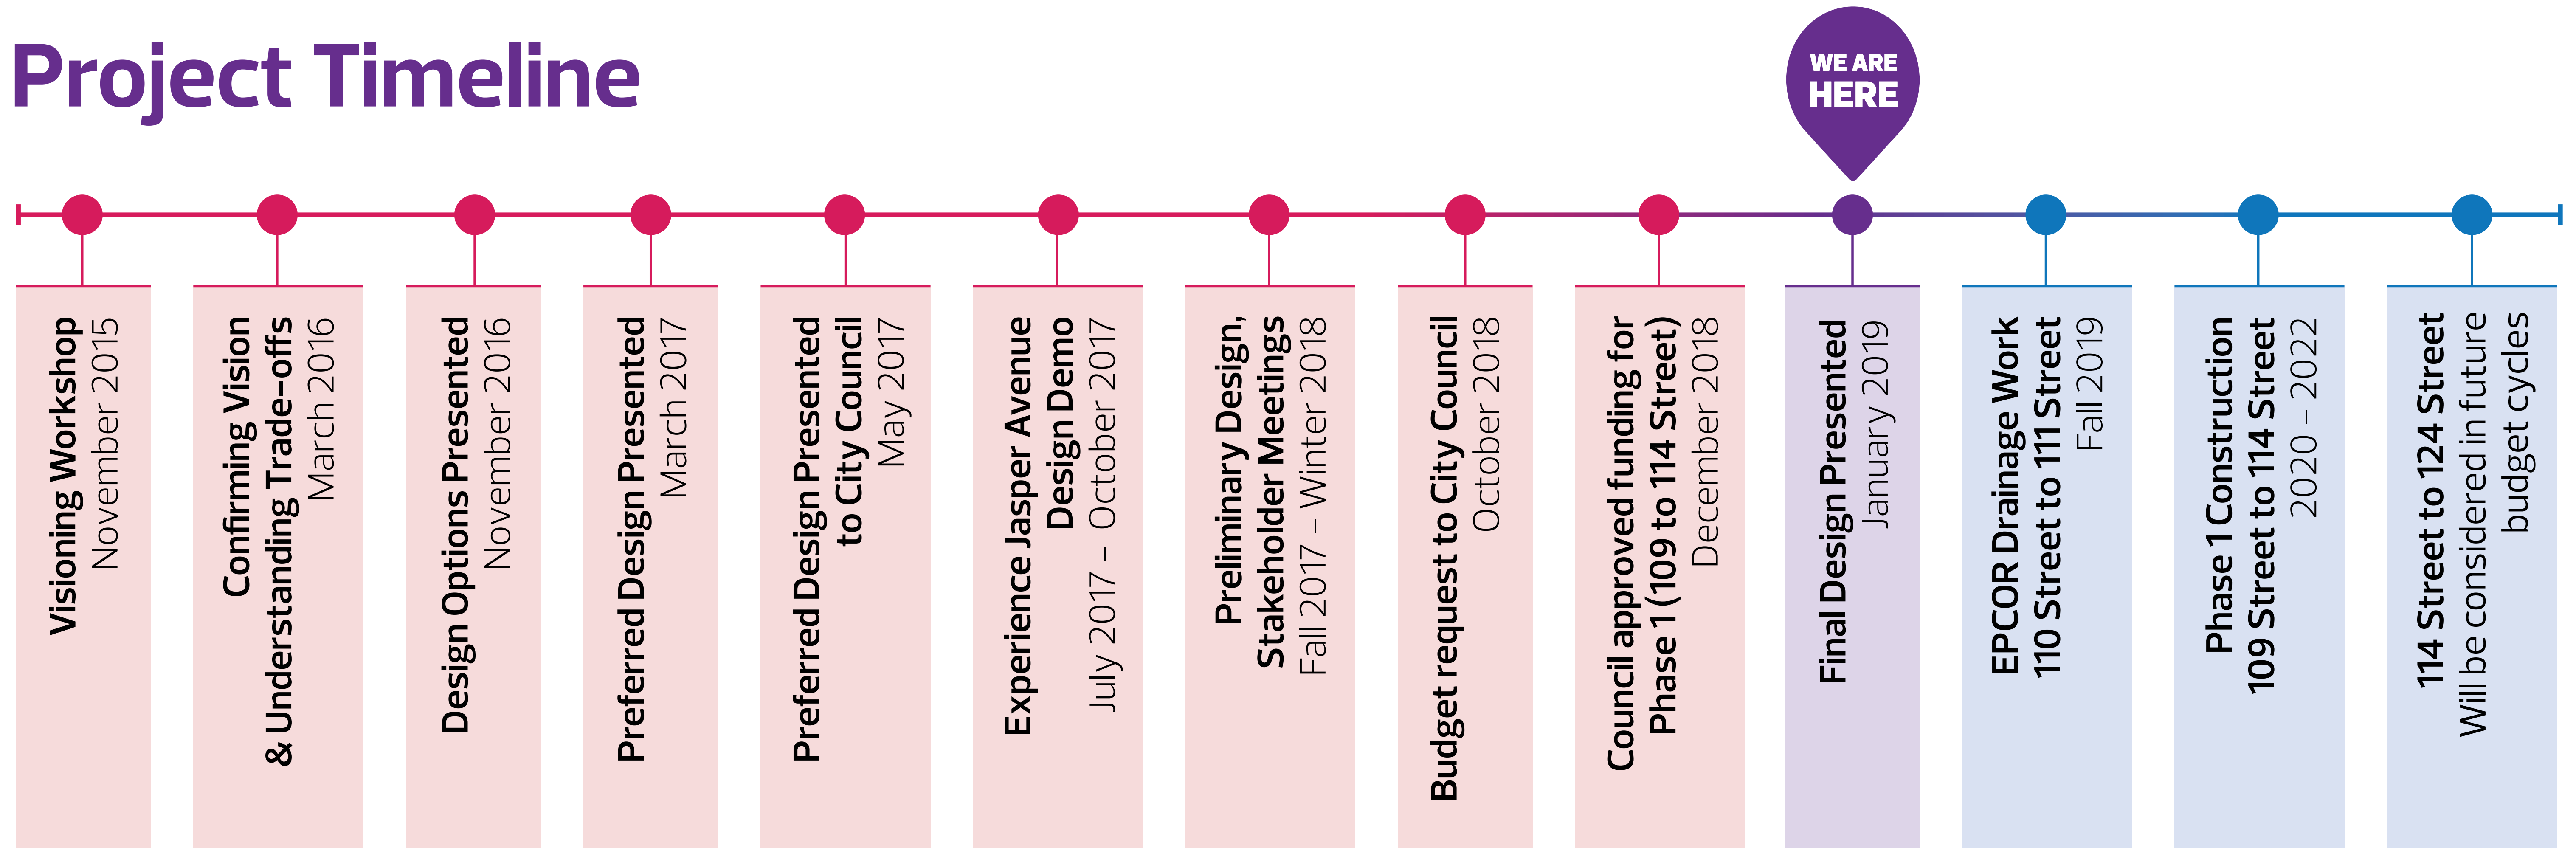 Project Timeline
WE ARE
HERE
Visioning Workshop
November 2015
Confirming Vision
& Understanding Trade-offs
March 2016
Design Options Presented
November 2016
Preferred Design Presented
March 2017
Preferred Design Presented
to City Council
May 2017
Experience Jasper Avenue
Design Demo
July 2017 – October 2017
Preliminary Design,
Stakeholder Meetings
Fall 2017 – Winter 2018
Budget request to City Council
October 2018
Council approved funding for
Phase 1 (109 to 114 Street)
December 2018
Final Design Presented
January 2019
EPCOR Drainage Work
110 Street to 111 Street
Fall 2019
Phase 1 Construction
109 Street to 114 Street
2020 – 2022
114 Street to 124 Street
Will be considered in future
budget cycles